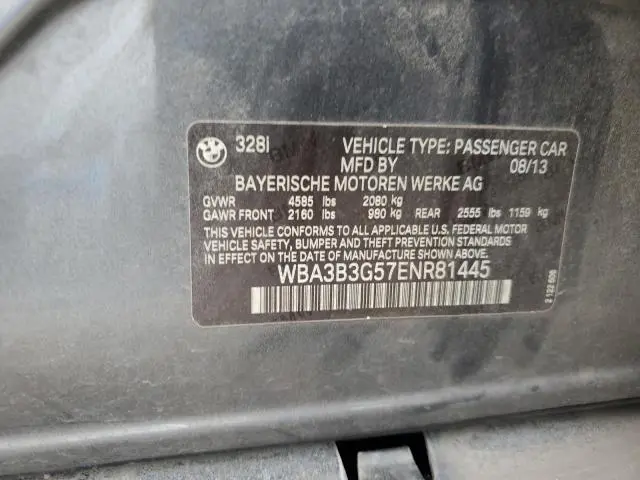 328i VEHICLE TYPE: PASSENGER CAR
MFD BY 08/13
BAYERISCHE MOTOREN WERKE AG
GVWR 4585 lbs 2080 kg
GAWR FRONT 2160 lbs 980 kg REAR 2555 lbs 1159 kg
THIS VEHICLE CONFORMS TO ALL APPLICABLE U.S. FEDERAL MOTOR
VEHICLE SAFETY, BUMPER AND THEFT PREVENTION STANDARDS
IN EFFECT ON THE DATE OF MANUFACTURE SHOWN ABOVE.
WBA3B3G57ENR81445